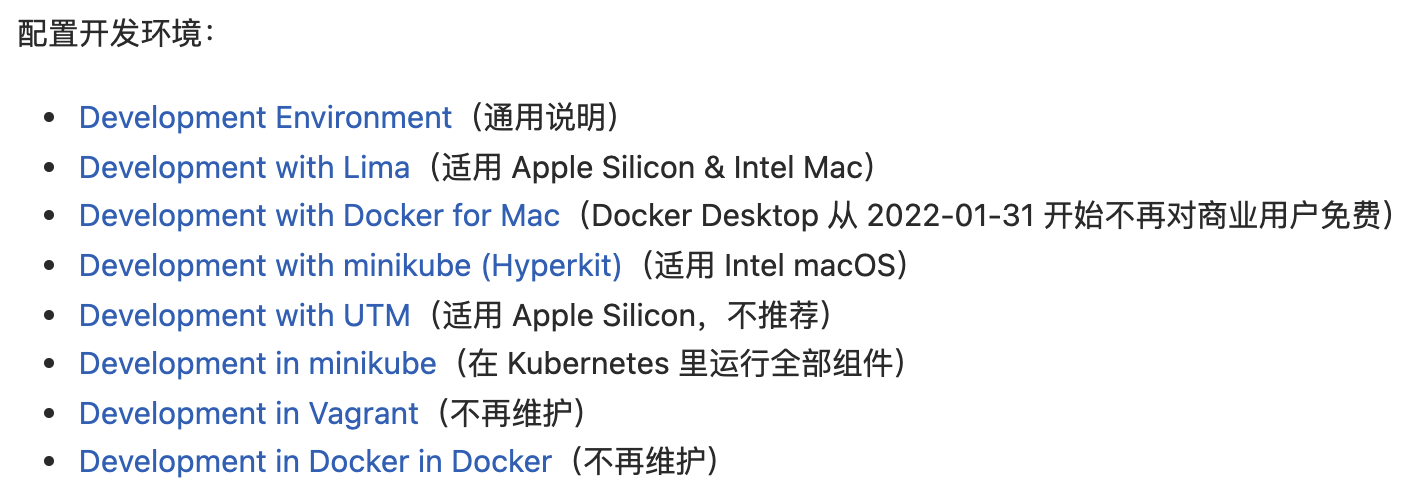 配置开发环境：
• Development Environment（通用说明）
• Development with Lima（适用 Apple Silicon & Intel Mac）
• Development with Docker for Mac（Docker Desktop 从 2022-01-31 开始不再对商业用户免费）
• Development with minikube (Hyperkit)（适用 Intel macOS）
• Development with UTM（适用 Apple Silicon，不推荐）
• Development in minikube（在 Kubernetes 里运行全部组件）
• Development in Vagrant（不再维护）
• Development in Docker in Docker（不再维护）